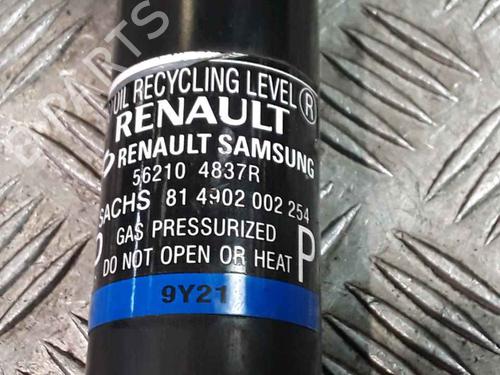 OIL RECYCLING LEVEL R
RENAULT
RENAULT SAMSUNG
56210 4837R
SACHS 81 4902 002 254
P GAS PRESSURIZED P
DO NOT OPEN OR HEAT
9Y21
PARTS